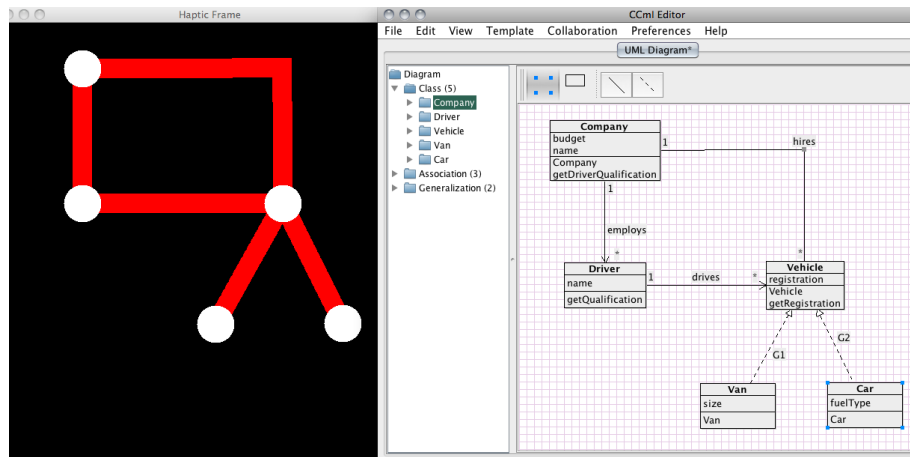 Haptic Frame
CCml Editor
File Edit View Template Collaboration Preferences Help
UML Diagram*
Diagram
Class (5)
Company
Driver
Vehicle
Van
Car
Association (3)
Generalization (2)
Company
budget
name
Company
getDriverQualification
1
hires
1
employs
*
*
Driver
name
getQualification
1
drives
*
Vehicle
registration
Vehicle
getRegistration
G1
G2
Van
size
Van
Car
fuelType
Car